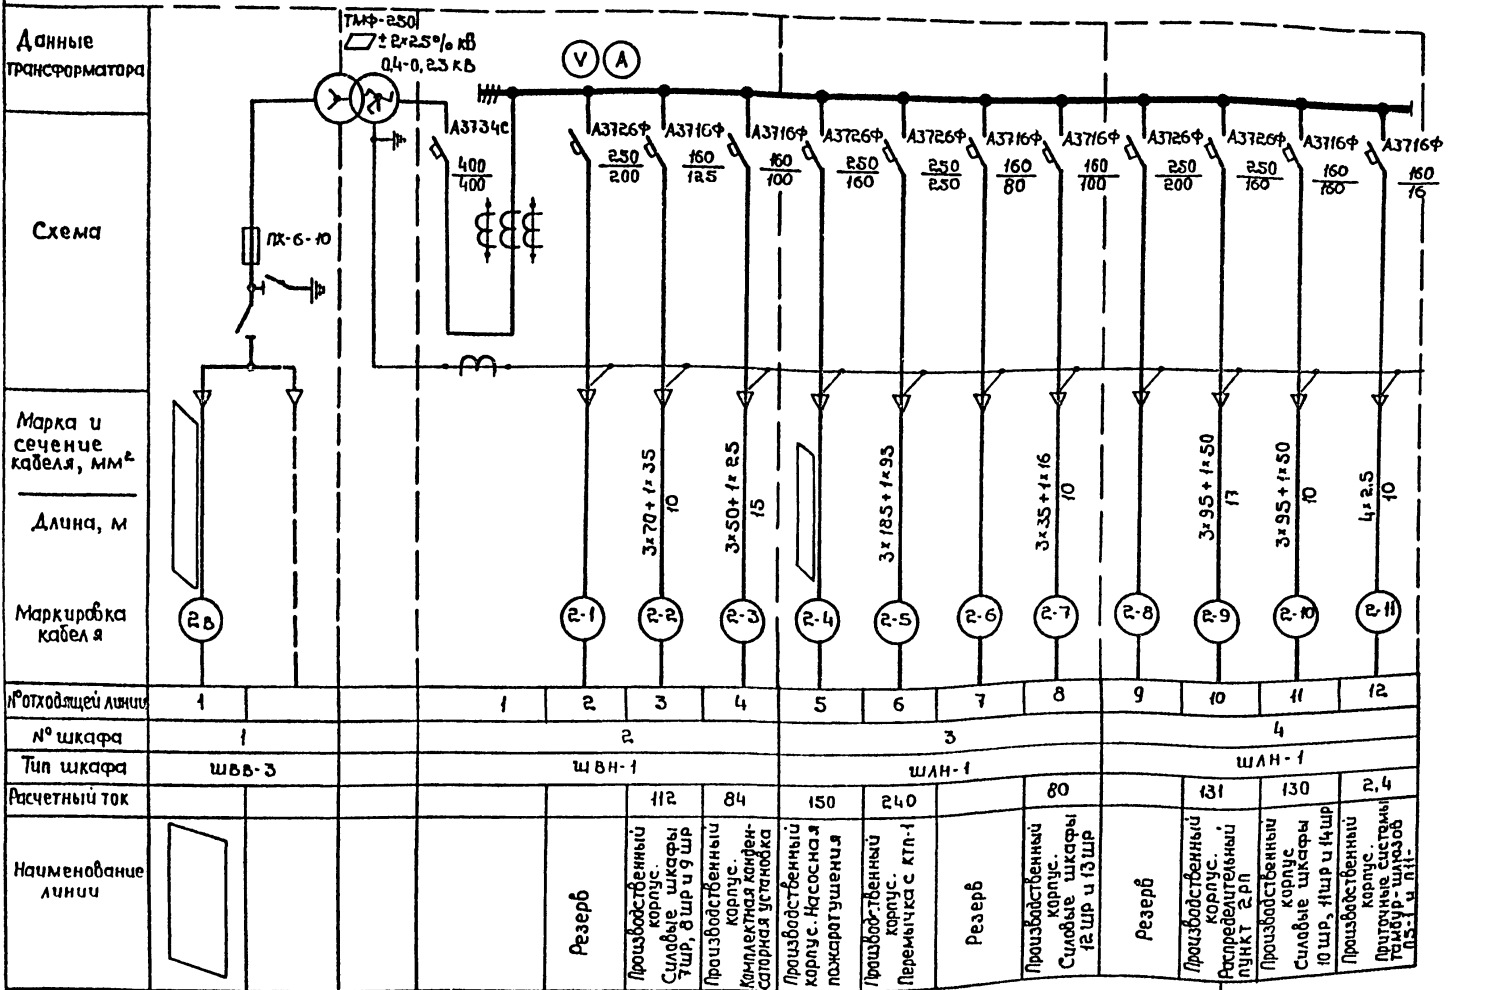 Данные
трансформатора
ТМФ-250
±2×2.5% кВ
0,4-0,23 кВ
V
A
Схема
ПК-6-10
А3734С
400
400
А3726Ф
250
200
А3716Ф
160
125
А3716Ф
160
100
А3726Ф
250
160
А3726Ф
250
250
А3716Ф
160
80
А3716Ф
160
100
А3726Ф
250
200
А3726Ф
250
160
А3716Ф
160
160
А3716Ф
160
16
Марка и
сечение
кабеля, мм²
Длина, м
3×70+1×35
10
3×50+1×25
15
3×185+1×95
3×35+1×16
10
3×95+1×50
17
3×95+1×50
10
4×2.5
10
Маркировка
кабеля
2В
2-1
2-2
2-3
2-4
2-5
2-6
2-7
2-8
2-9
2-10
2-11
№ отходящей линии
1
1
2
3
4
5
6
7
8
9
10
11
12
№ шкафа
1
2
3
4
Тип шкафа
ШВВ-3
ШВН-1
ШЛН-1
ШЛН-1
Расчетный ток
112
84
150
240
80
131
130
2,4
Наименование
линии
Резерв
Производственный
корпус.
Силовые шкафы
7ШР, 8ШР и 9ШР
Производственный
корпус.
Комплектная конден-
саторная установка
Производственный
корпус. Насосная
пожаротушения
Производственный
корпус.
Перемычка с КТП-1
Резерв
Производственный
корпус.
Силовые шкафы
12ШР и 13ШР
Резерв
Производственный
корпус.
Распределительный
пункт 2РП
Производственный
корпус
Силовые шкафы
10ШР, 11ШР и 14ШР
Производственный
корпус.
Приточные системы
тамбур-шлюзов
П5.1 и П11-